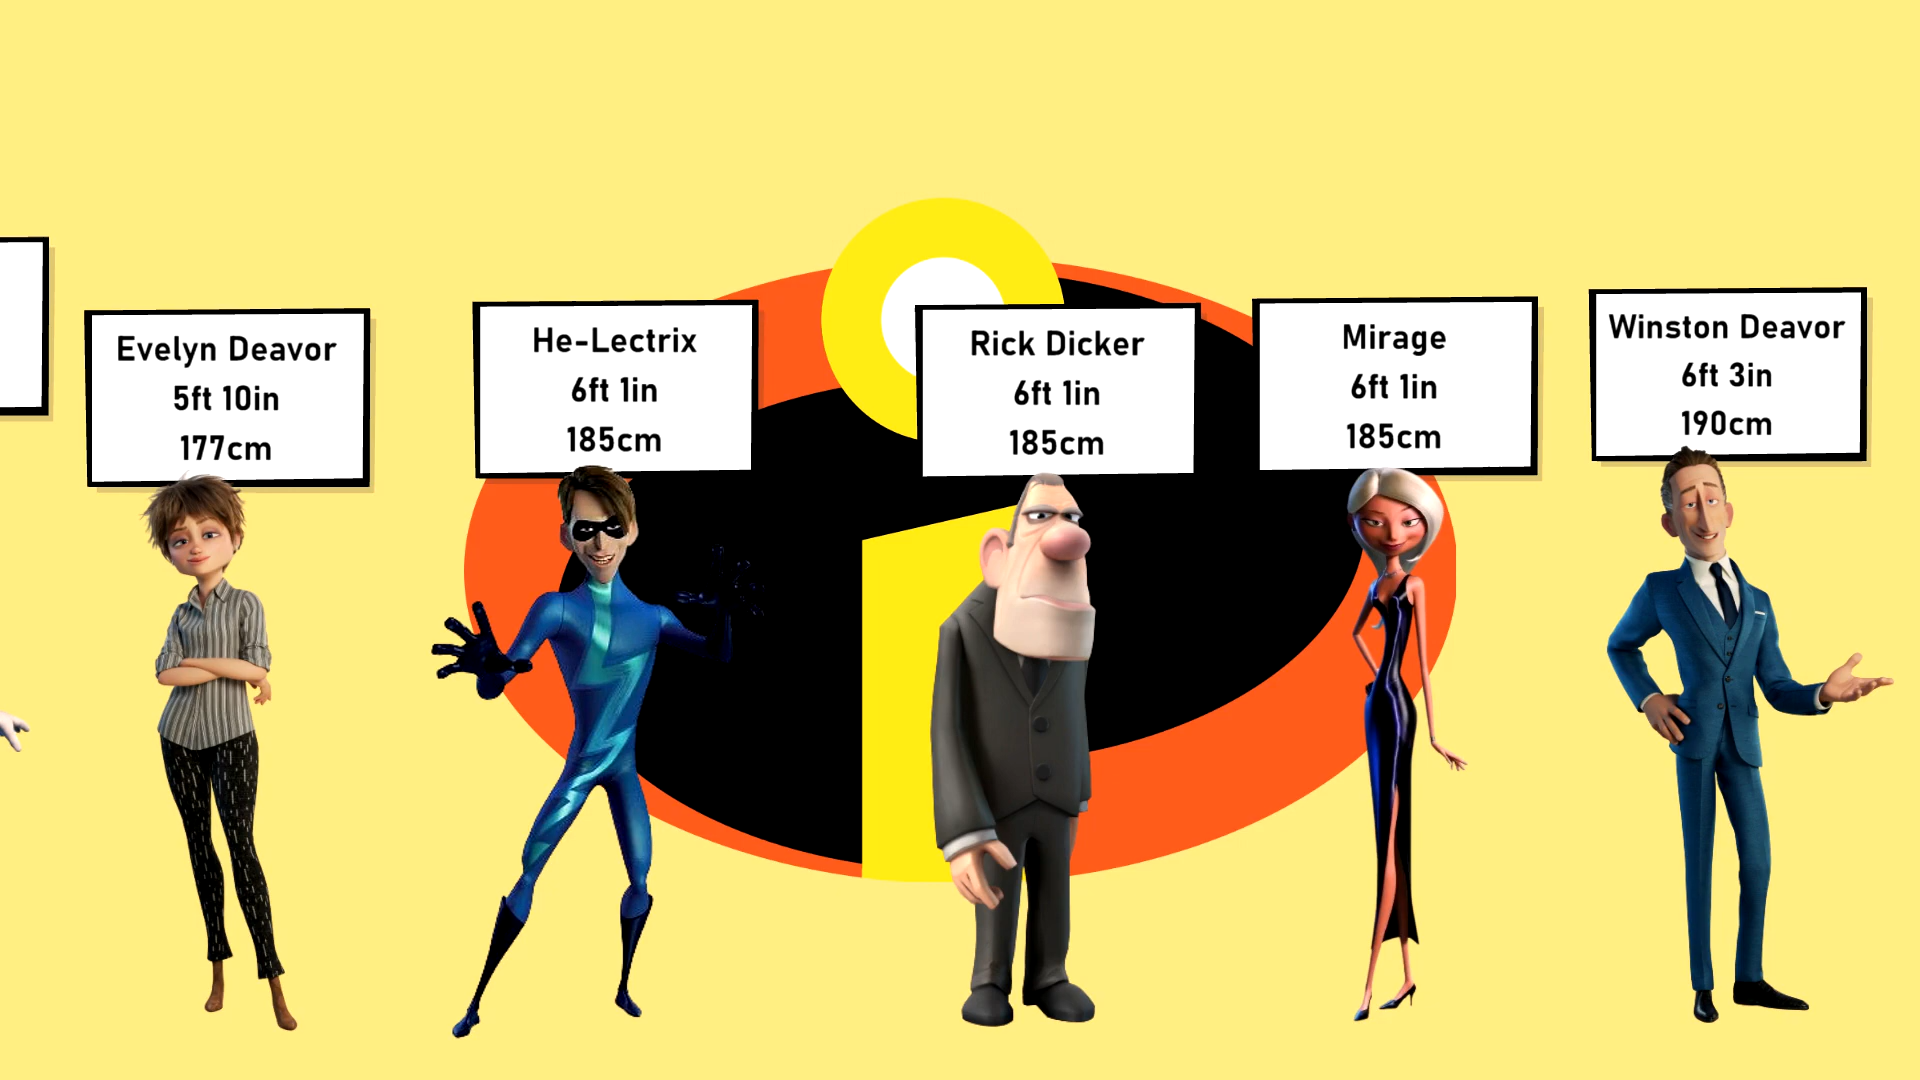 Evelyn Deavor
5ft 10in
177cm
He-Lectrix
6ft 1in
185cm
Rick Dicker
6ft 1in
185cm
Mirage
6ft 1in
185cm
Winston Deavor
6ft 3in
190cm